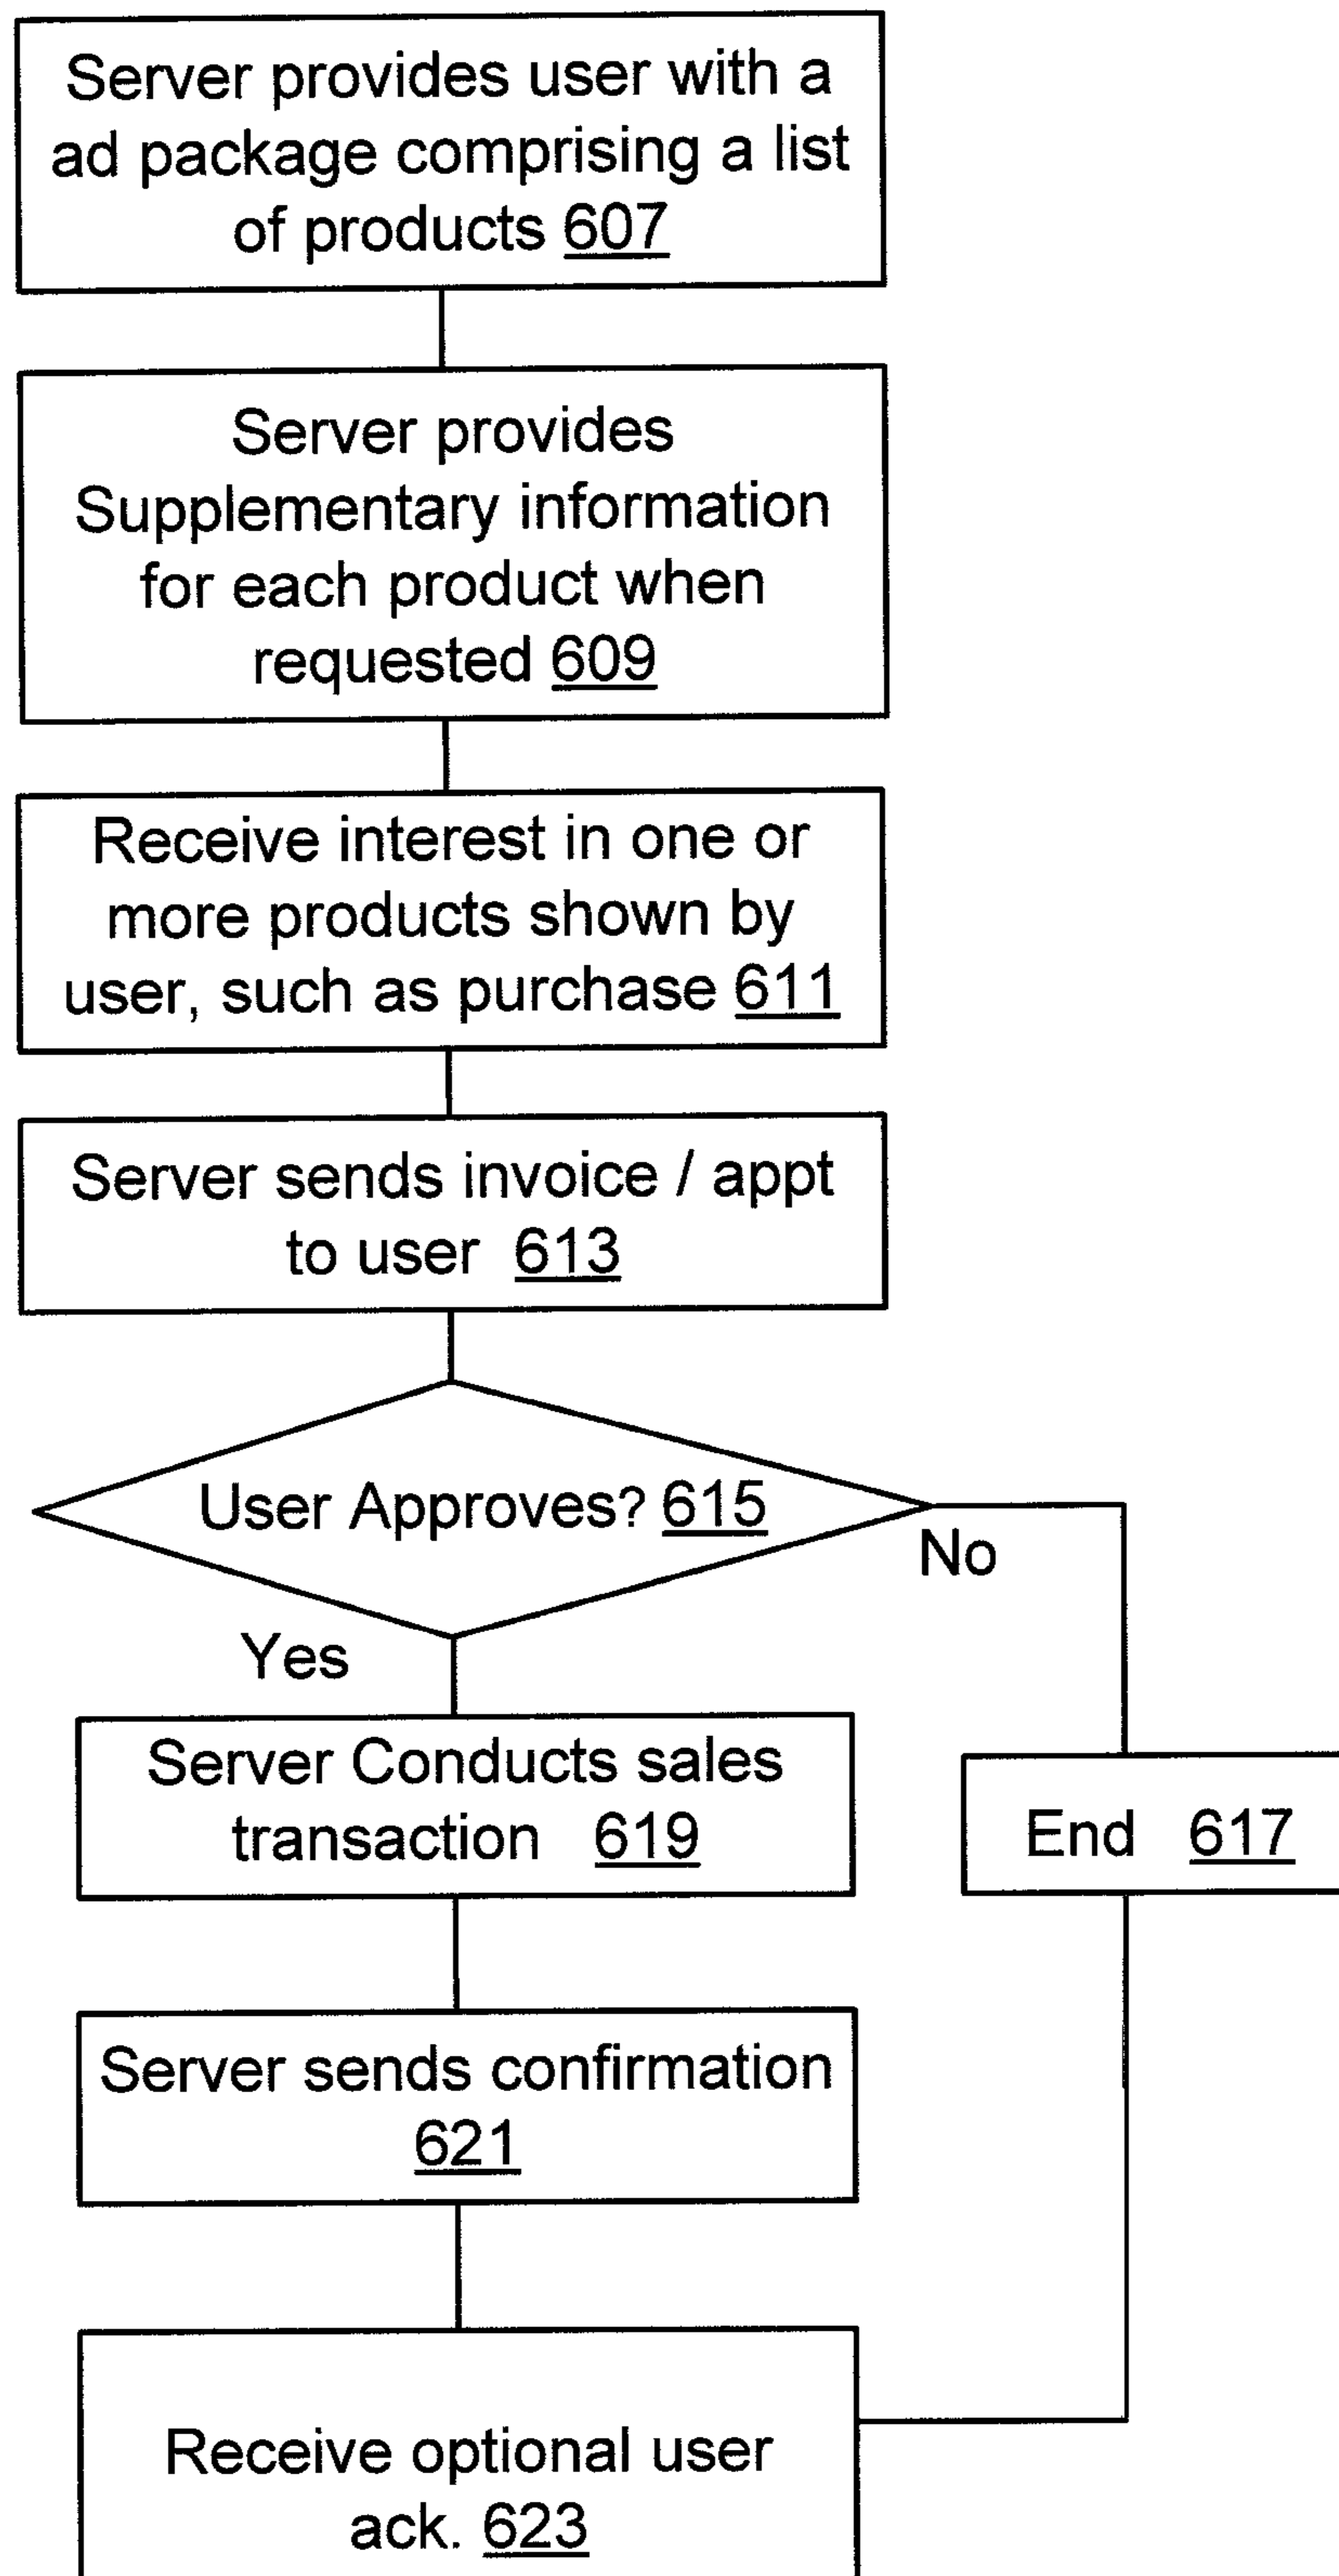 Server provides user with a
ad package comprising a list
of products 607
Server provides
Supplementary information
for each product when
requested 609
Receive interest in one or
more products shown by
user, such as purchase 611
Server sends invoice / appt
to user 613
User Approves? 615
No
Yes
Server Conducts sales
transaction 619
End 617
Server sends confirmation
621
Receive optional user
ack. 623